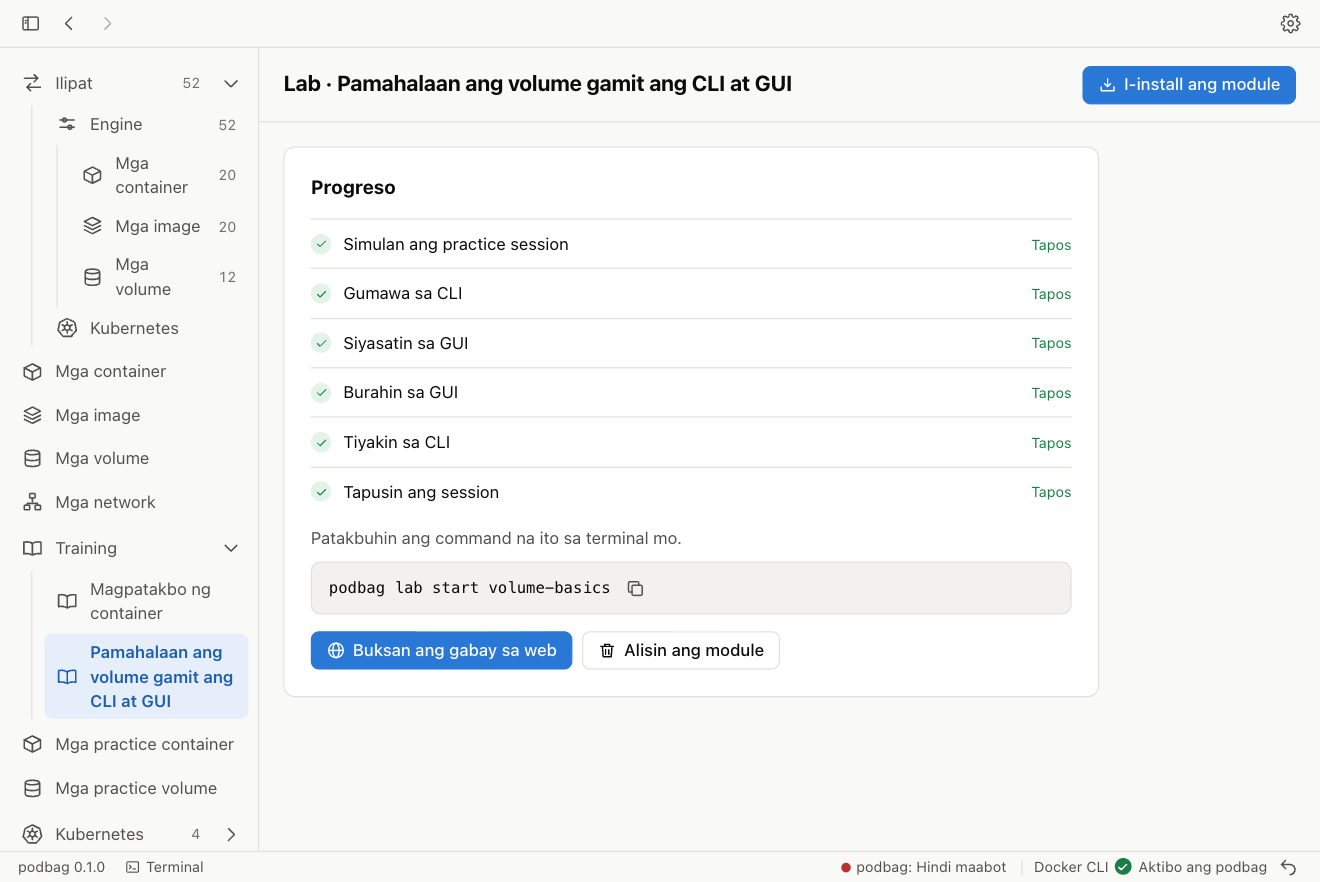 Ilipat 52
Engine 52
Mga
container 20
Mga image 20
Mga
volume 12
Kubernetes
Mga container
Mga image
Mga volume
Mga network
Training
Magpatakbo ng
container
Pamahalaan ang
volume gamit ang
CLI at GUI
Mga practice container
Mga practice volume
Kubernetes 4
Lab · Pamahalaan ang volume gamit ang CLI at GUI
I-install ang module
Progreso
Simulan ang practice session Tapos
Gumawa sa CLI Tapos
Siyasatin sa GUI Tapos
Burahin sa GUI Tapos
Tiyakin sa CLI Tapos
Tapusin ang session Tapos
Patakbuhin ang command na ito sa terminal mo.
podbag lab start volume-basics
Buksan ang gabay sa web
Alisin ang module
podbag 0.1.0
Terminal
podbag: Hindi maabot
Docker CLI
Aktibo ang podbag